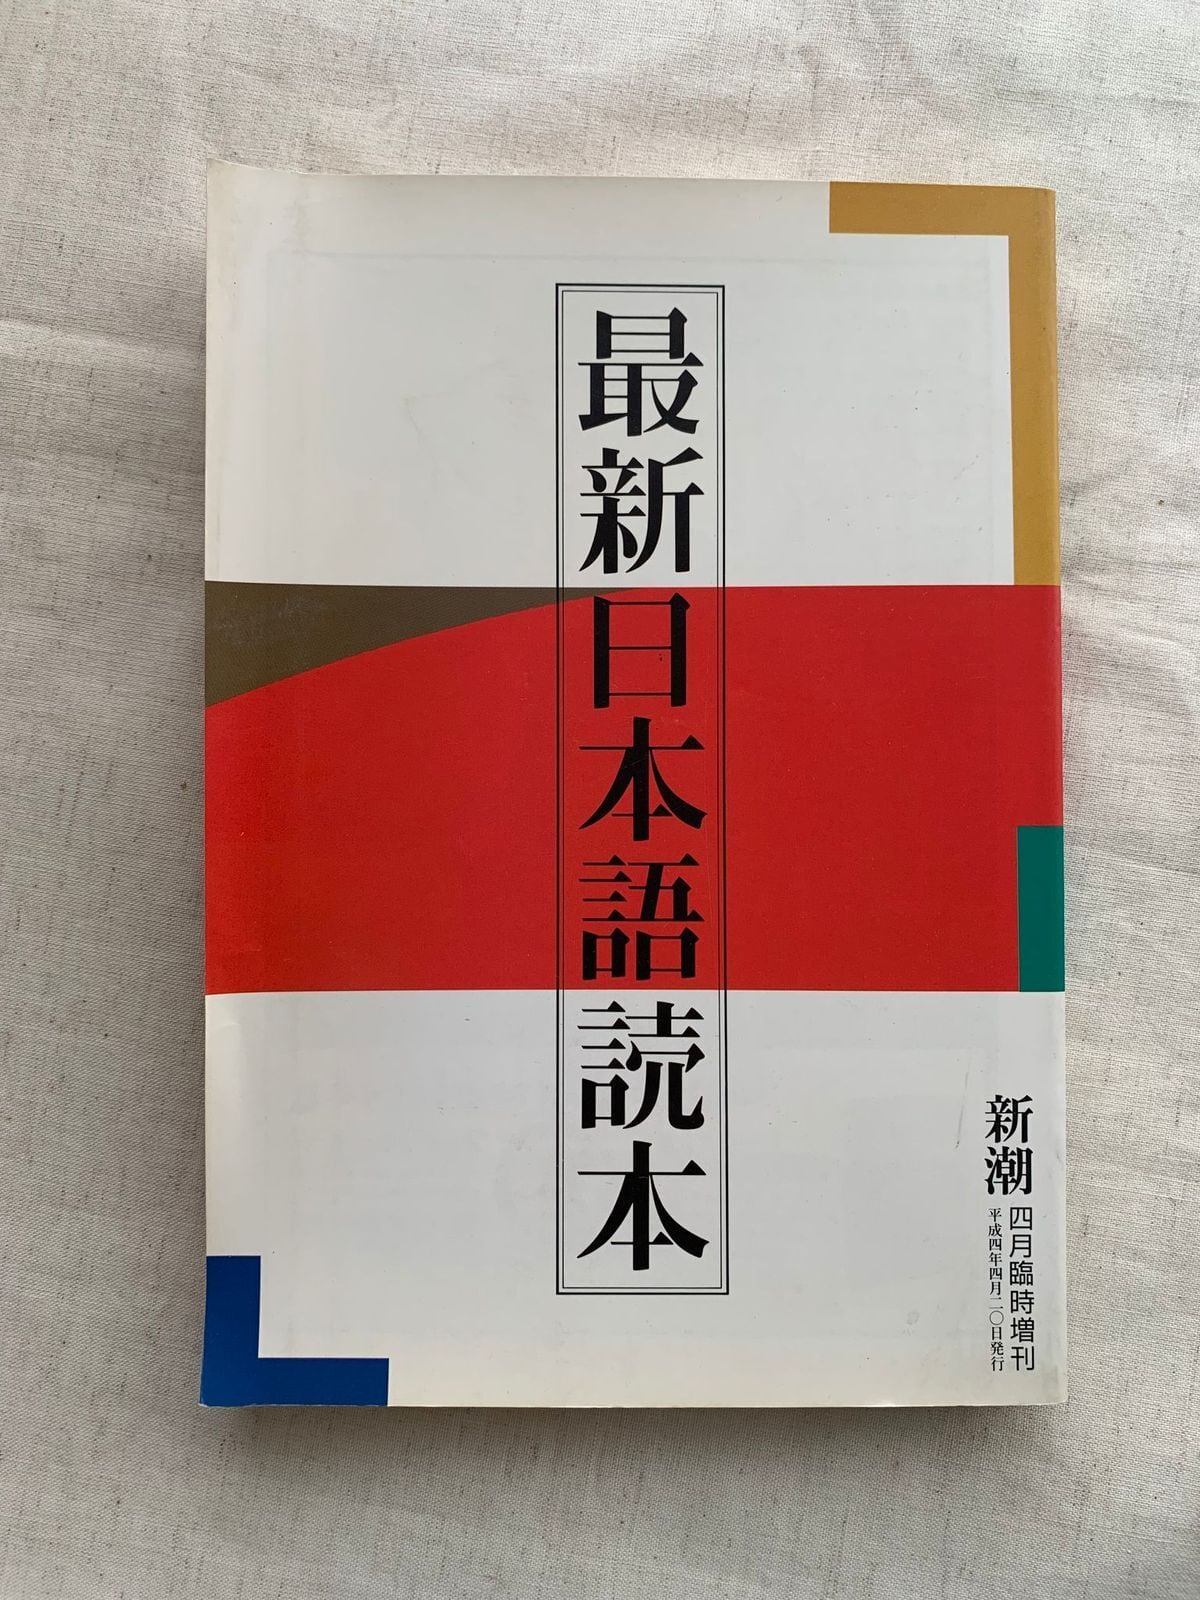 最新日本語読本
新潮
四月臨時増刊
平成四年四月二〇日発行